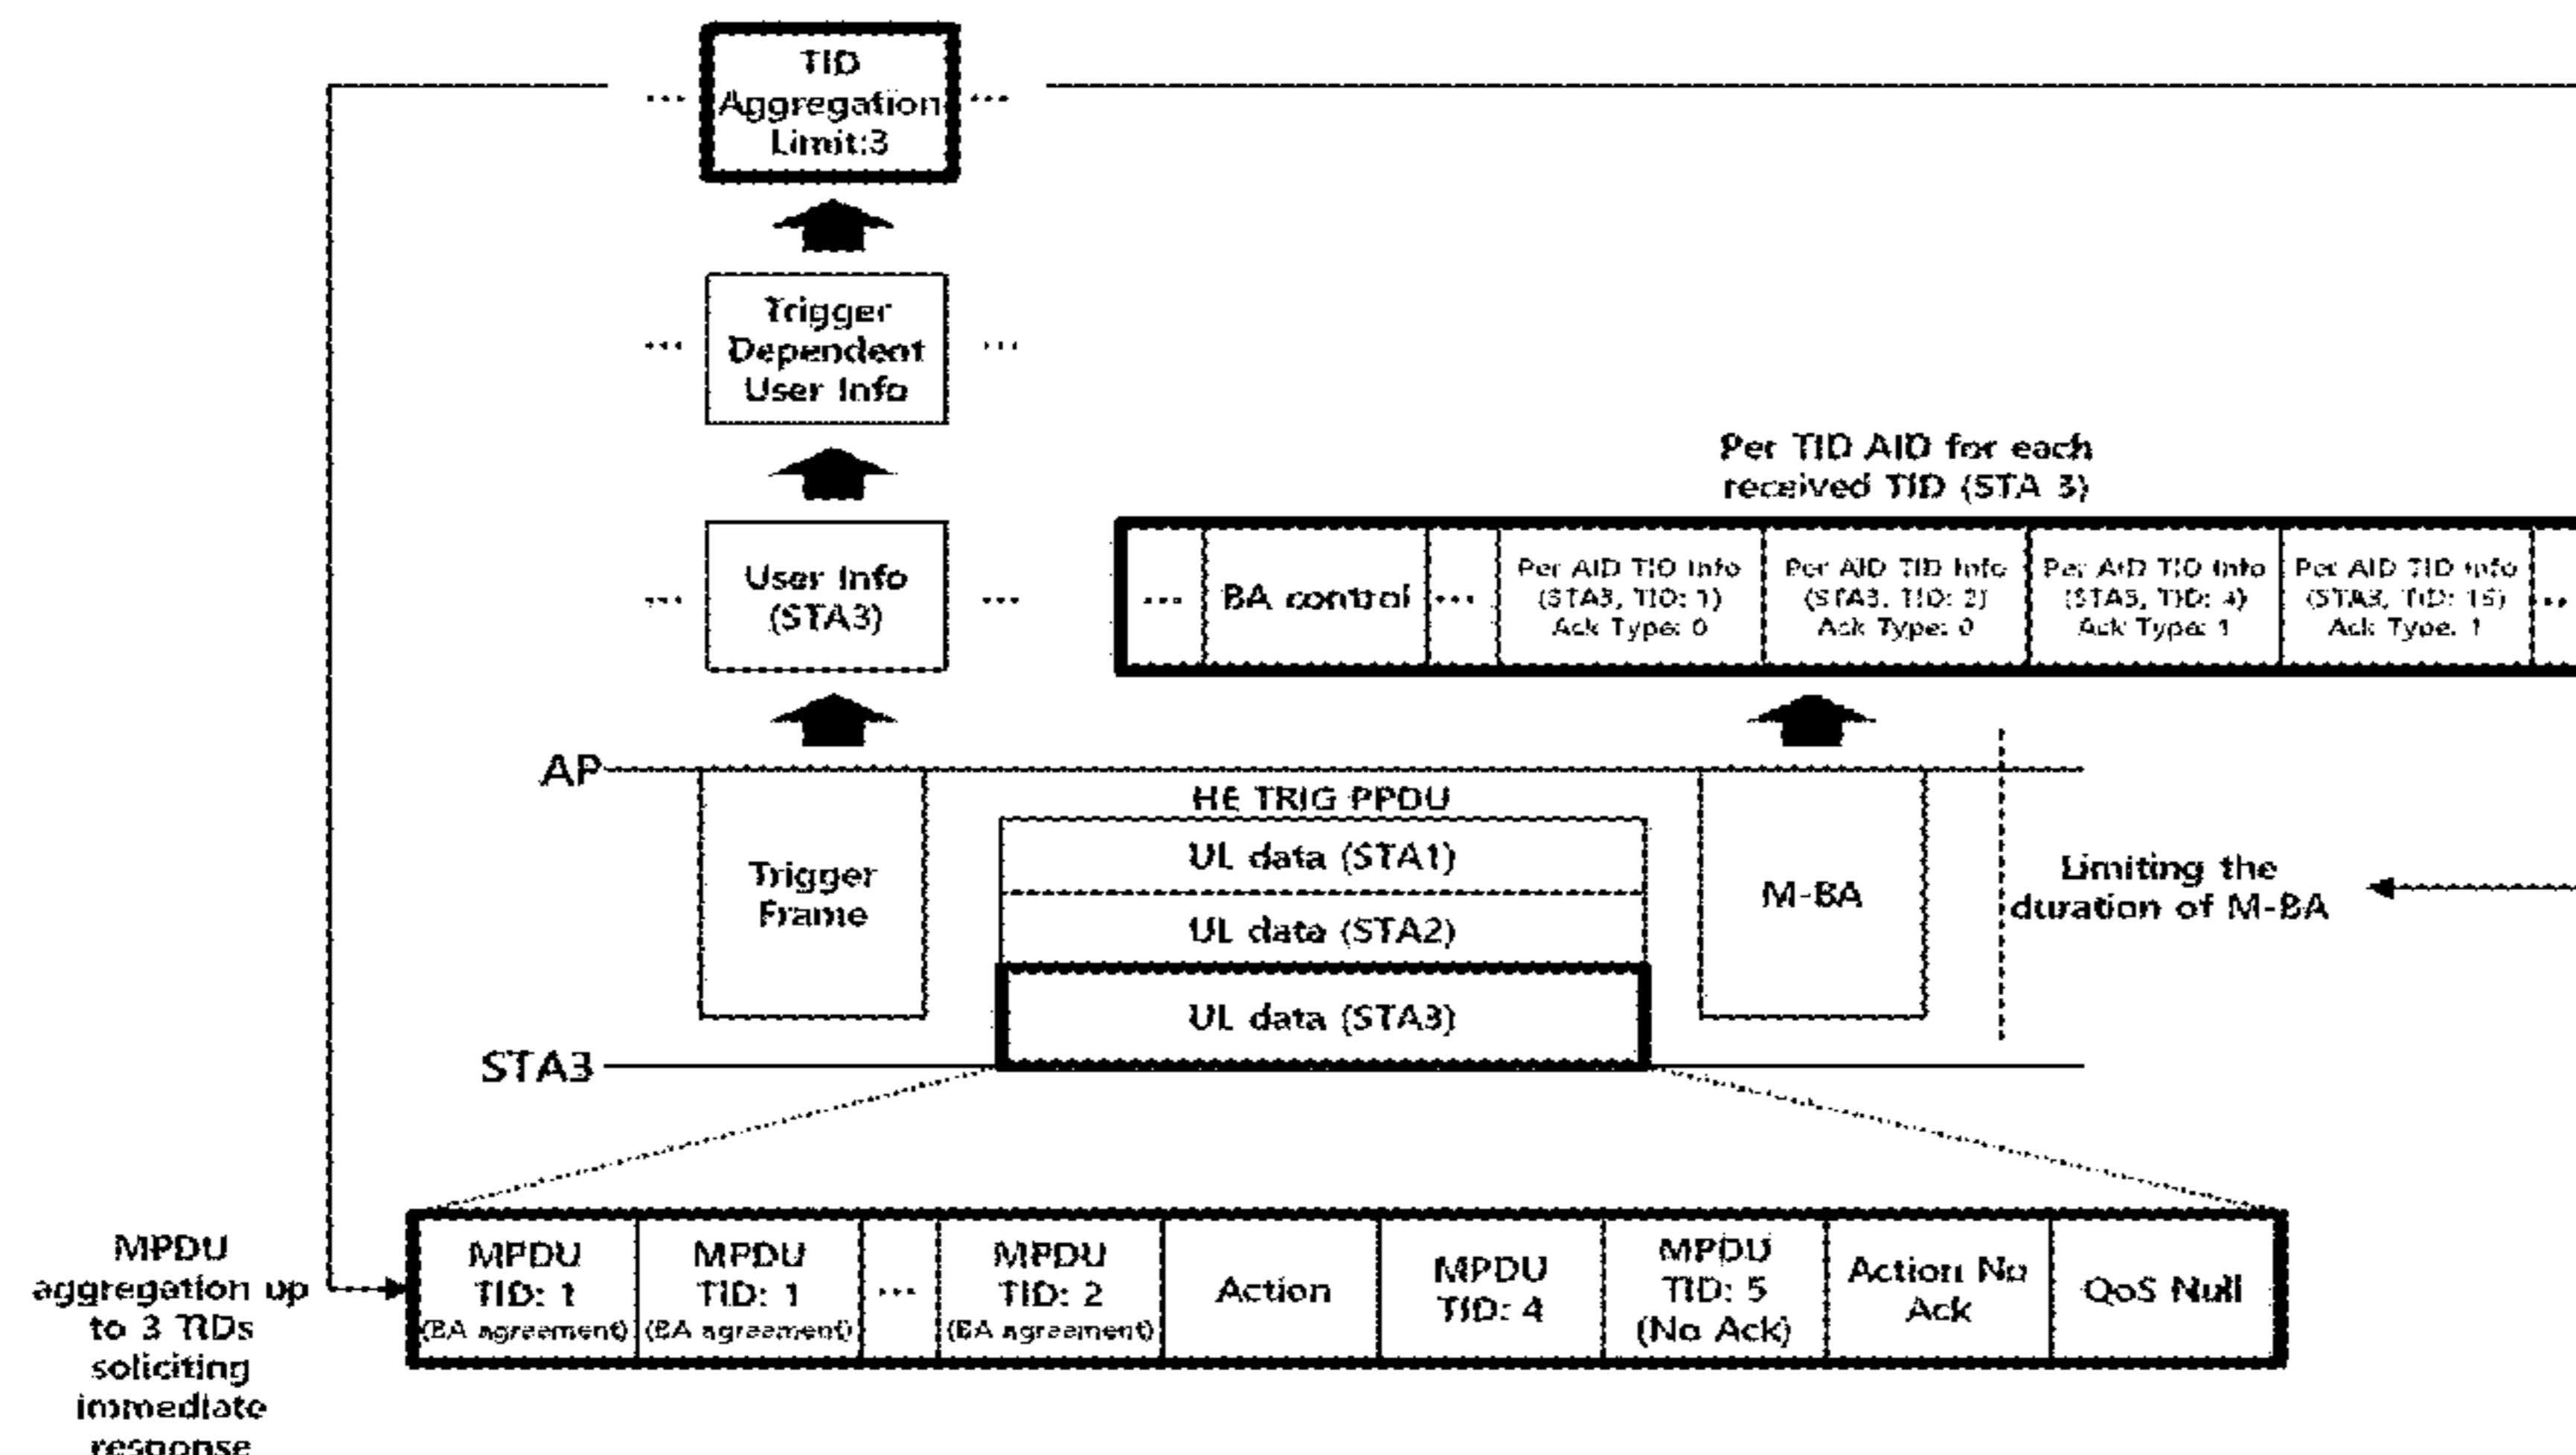 TID
Aggregation
Limit:3
Trigger
Dependent
User Info
User Info
(STA3)
Per TID AID for each
received TID (STA 3)
... BA control ...
Per AID TID Info
(STA3, TID: 1)
Ack Type: 0
Per AID TID Info
(STA3, TID: 2)
Ack Type: 0
Per AID TID Info
(STA3, TID: 4)
Ack Type: 1
Per AID TID Info
(STA3, TID: 15)
Ack Type: 1
AP
Trigger
Frame
HE TRIG PPDU
UL data (STA1)
UL data (STA2)
UL data (STA3)
M-BA
Limiting the
duration of M-BA
STA3
MPDU
aggregation up
to 3 TIDs
soliciting
immediate
response
MPDU
TID: 1
(BA agreement)
MPDU
TID: 1
(BA agreement)
...
MPDU
TID: 2
(BA agreement)
Action
MPDU
TID: 4
MPDU
TID: 5
(No Ack)
Action No
Ack
QoS Null